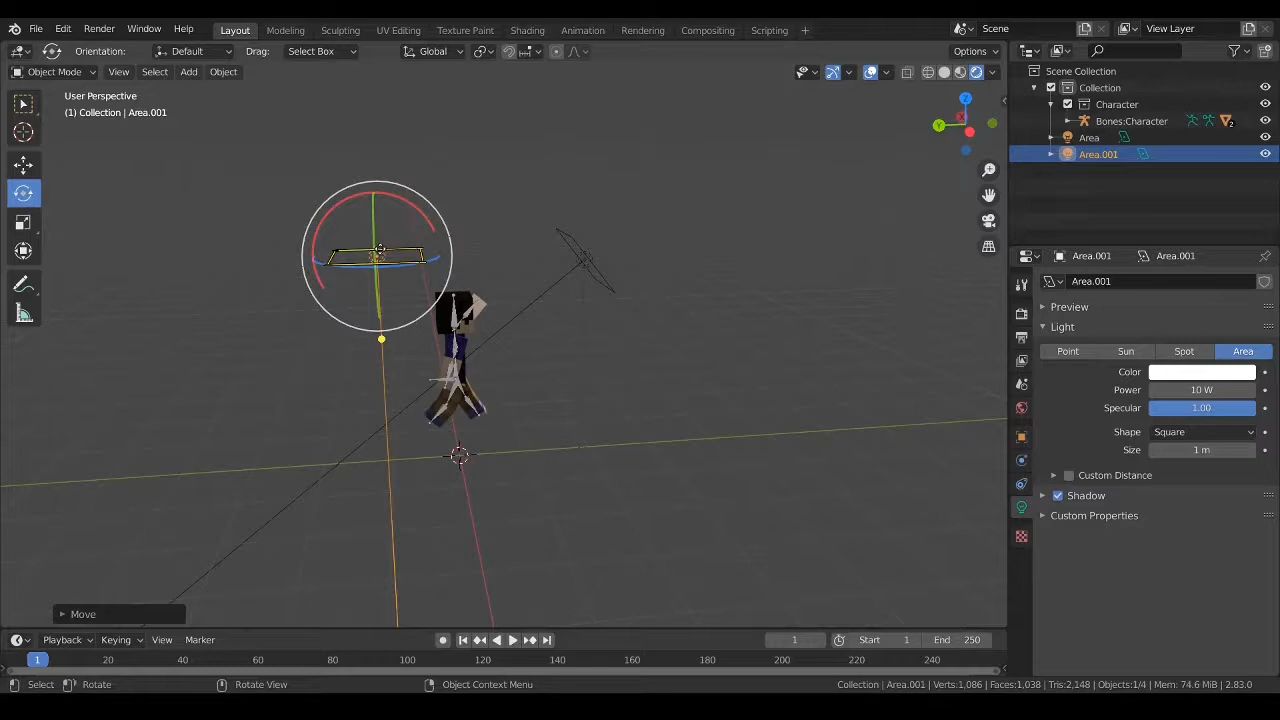 File Edit Render Window Help Layout Modeling Sculpting UV Editing Texture Paint Shading Animation Rendering Compositing Scripting + Scene View Layer
Orientation: Default Drag: Select Box Global Options
Object Mode View Select Add Object
User Perspective
(1) Collection | Area.001
Z
Y
X
Move
Scene Collection
Collection
Character
Bones:Character 2
Area
Area.001
Area.001 Area.001
Area.001
Preview
Light
Point Sun Spot Area
Color
Power 10 W
Specular 1.00
Shape Square
Size 1 m
Custom Distance
Shadow
Custom Properties
Playback Keying View Marker 1 Start 1 End 250
1 20 40 60 80 100 120 140 160 180 200 220 240
Select Rotate Rotate View Object Context Menu Collection | Area.001 | Verts:1,086 | Faces:1,038 | Tris:2,148 | Objects:1/4 | Mem: 74.6 MiB | 2.83.0